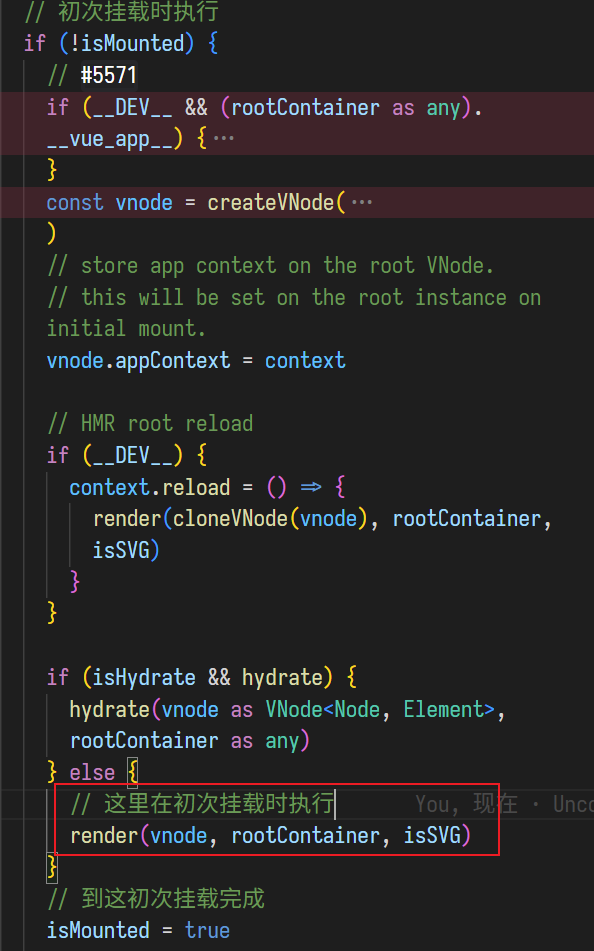 // 初次挂载时执行
if (!isMounted) {
// #5571
if (__DEV__ && (rootContainer as any).
__vue_app__) {···
}
const vnode = createVNode(···
)
// store app context on the root VNode.
// this will be set on the root instance on
initial mount.
vnode.appContext = context
// HMR root reload
if (__DEV__) {
context.reload = () => {
render(cloneVNode(vnode), rootContainer,
isSVG)
}
}
if (isHydrate && hydrate) {
hydrate(vnode as VNode<Node, Element>,
rootContainer as any)
} else {
// 这里在初次挂载时执行 You, 现在 · Unco
render(vnode, rootContainer, isSVG)
}
// 到这初次挂载完成
isMounted = true